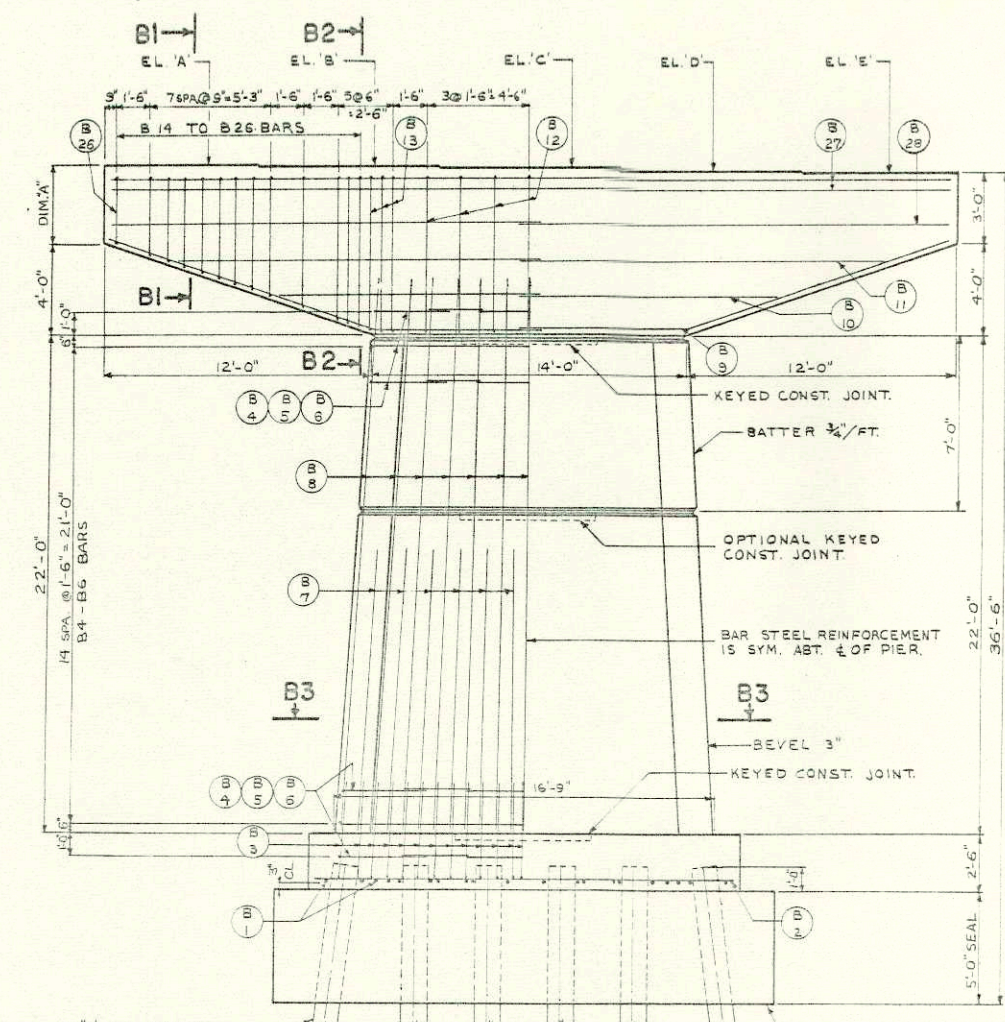 B1 B2
EL.'A' EL.'B' EL.'C' EL.'D' EL.'E'
9" 1'-6" 7 SPA @ 9"=5'-3" 1'-6" 1'-6" 5@6" 1'-6" 3@ 1'-6"=4'-6"
=2'-6"
B 14 TO B26 BARS
B
26
B
13
B
12
B
27
B
28
DIM."A"
3'-0"
4'-0"
4'-0"
B1
1'-0"
6"
B
11
B
10
B2
12'-0" 14'-0" 12'-0"
B
9
B
4
B
5
B
6
KEYED CONST. JOINT.
BATTER 3/4"/FT.
7'-0"
B
8
OPTIONAL KEYED
CONST. JOINT.
22'-0"
14 SPA. @ 1'-6" = 21'-0"
B4 - B6 BARS
B
7
BAR STEEL REINFORCEMENT
IS SYM. ABT. ℄ OF PIER.
22'-0"
36'-6"
B3 B3
BEVEL 3"
B
4
B
5
B
6
16'-9"
KEYED CONST. JOINT.
6"
1'-0"
B
3
3"
CL
1'-0"
2'-6"
B
1
B
2
5'-0" SEAL